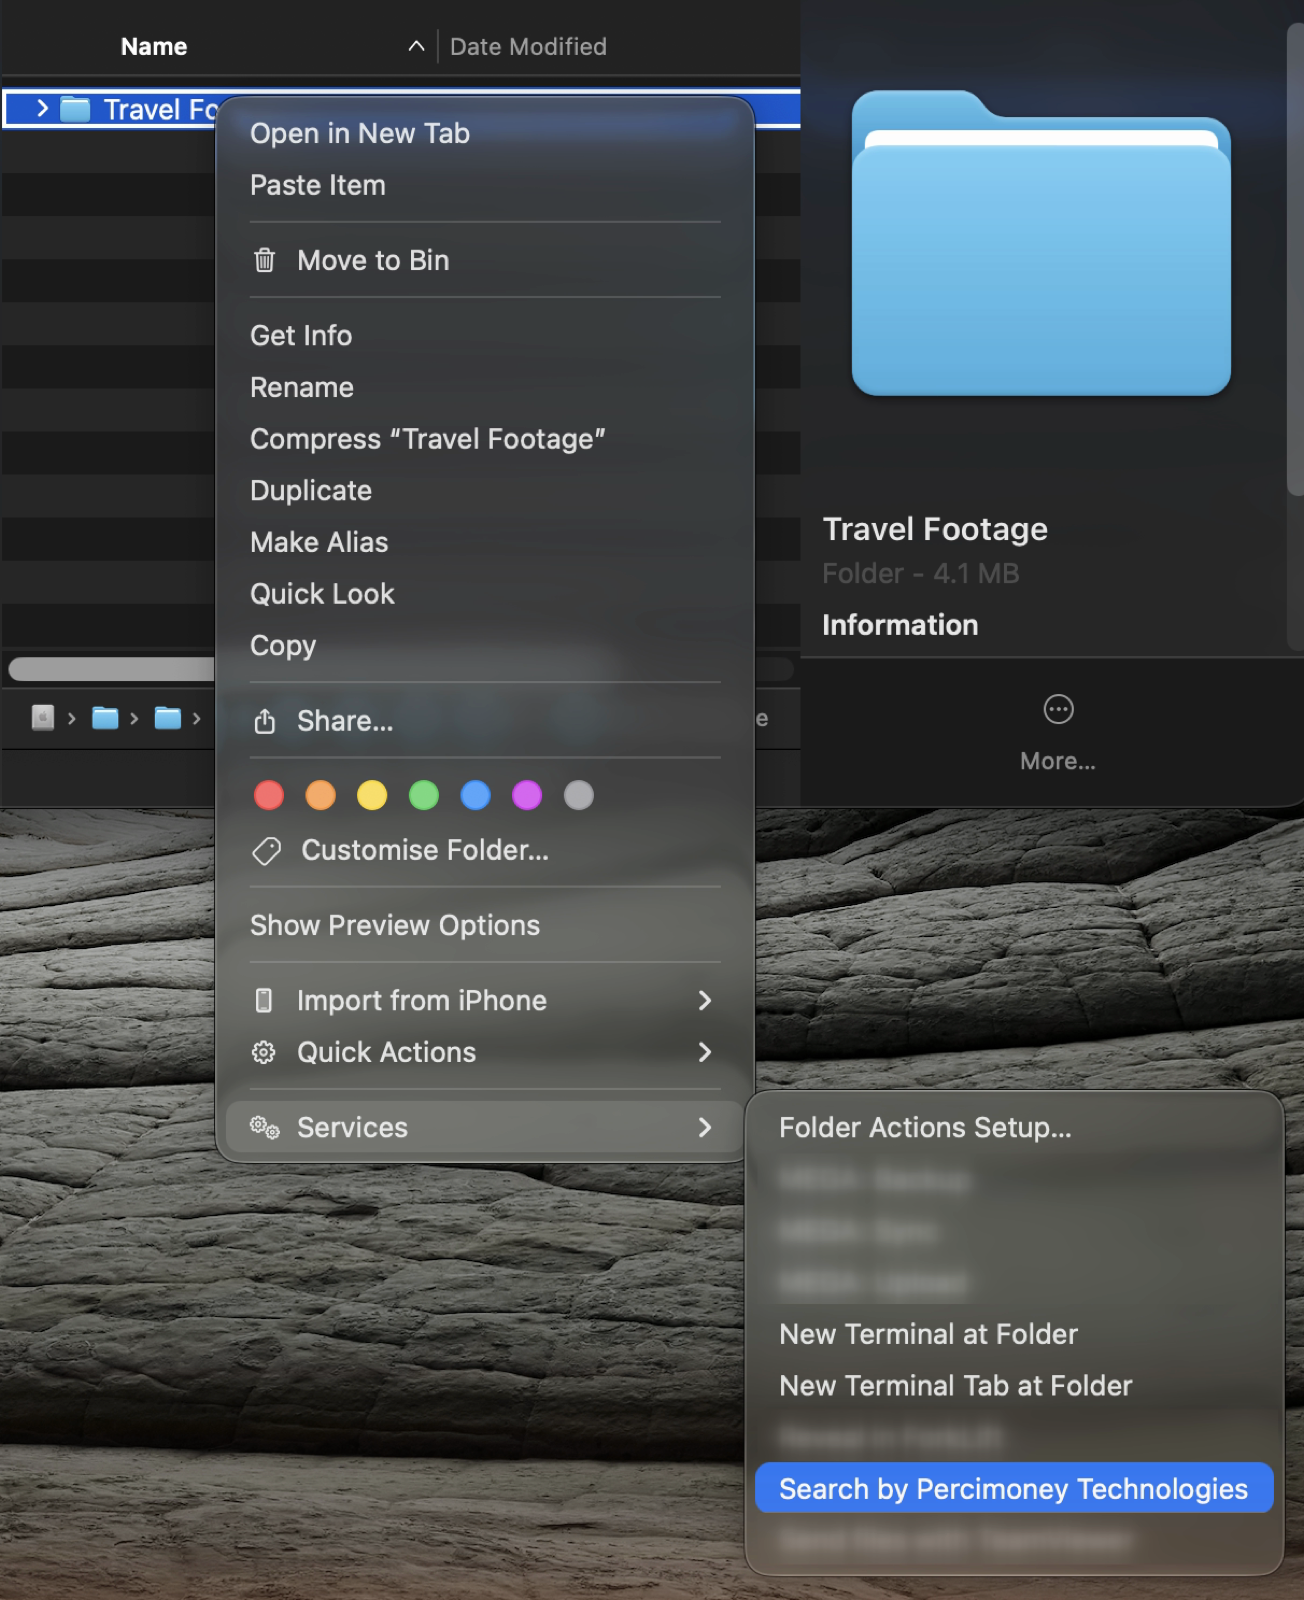 Name
Date Modified
Travel Fo
Open in New Tab
Paste Item
Move to Bin
Get Info
Rename
Compress “Travel Footage”
Duplicate
Make Alias
Quick Look
Copy
Share...
Customise Folder...
Show Preview Options
Import from iPhone
Quick Actions
Services
e
Travel Footage
Folder - 4.1 MB
Information
More...
Folder Actions Setup...
New Terminal at Folder
New Terminal Tab at Folder
Search by Percimoney Technologies